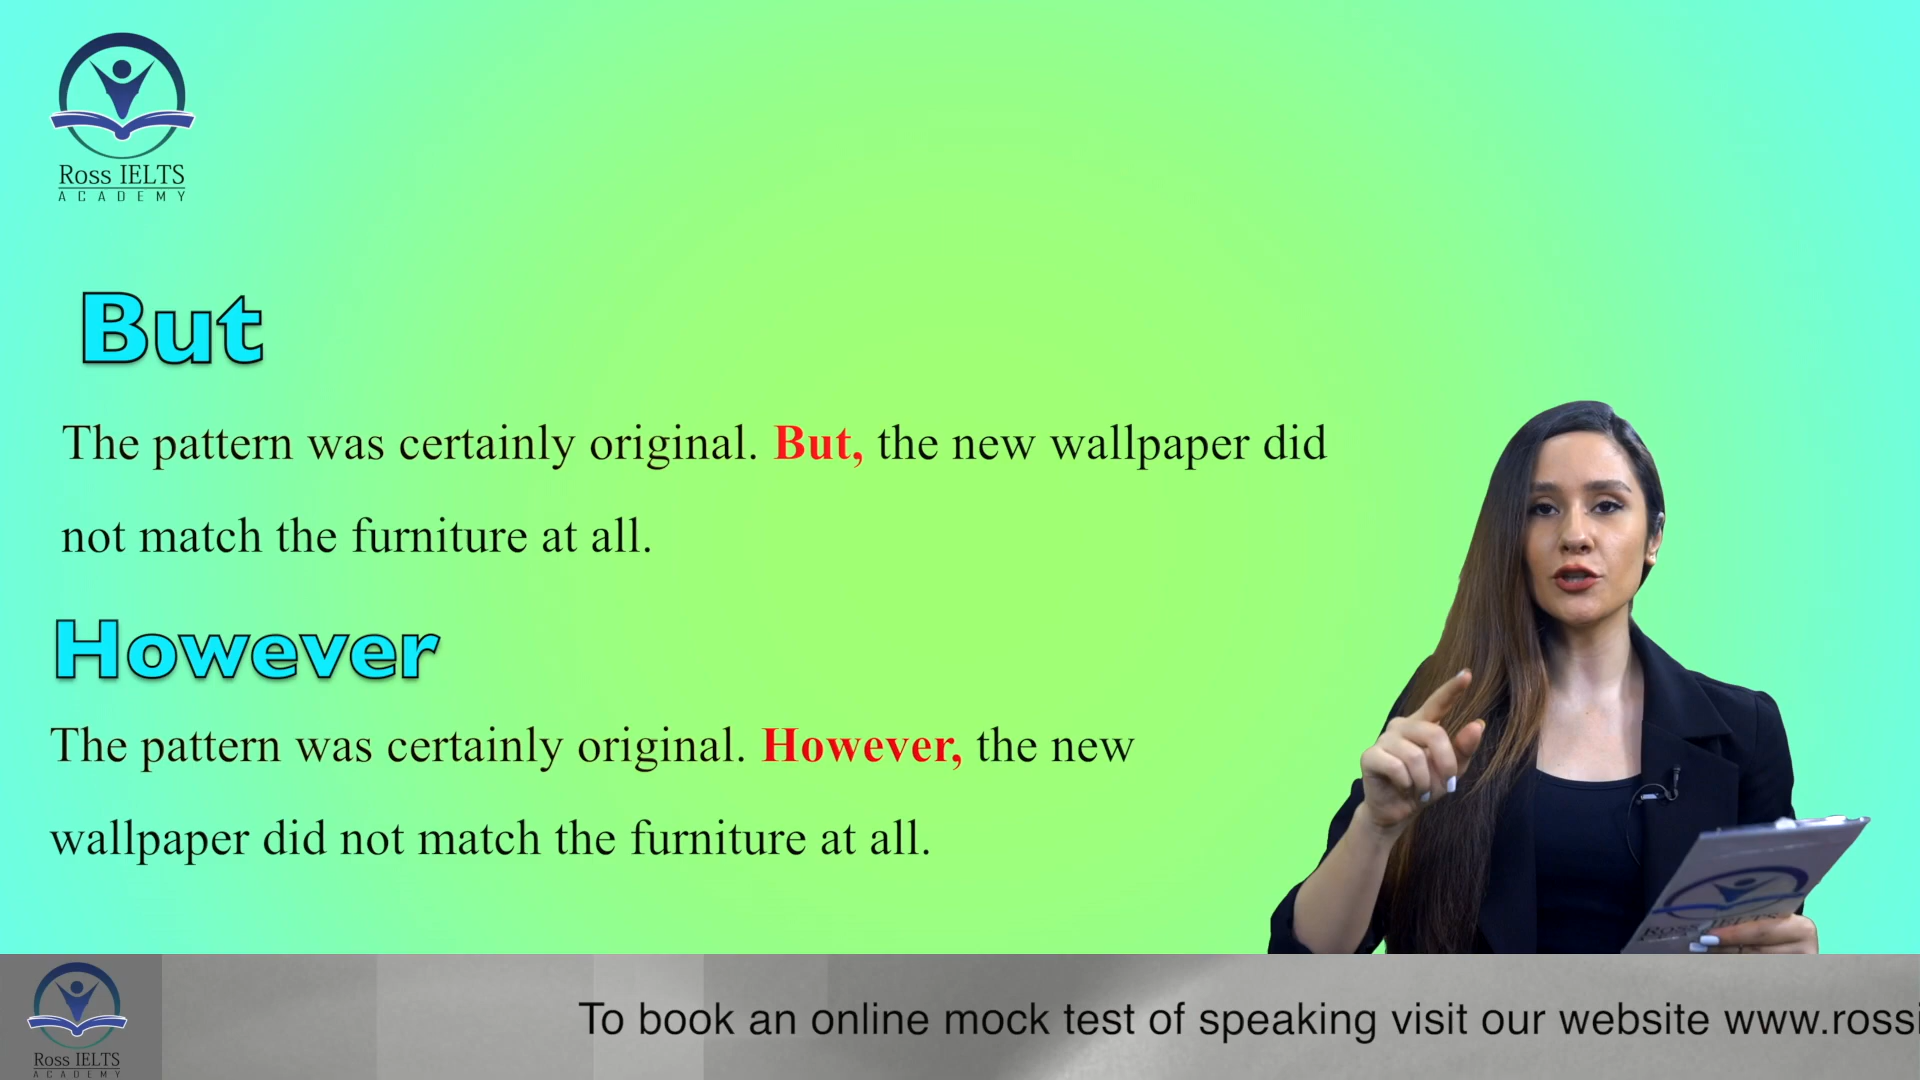 Ross IELTS
ACADEMY
But
The pattern was certainly original. But, the new wallpaper did
not match the furniture at all.
However
The pattern was certainly original. However, the new
wallpaper did not match the furniture at all.
ROSS IELTS
Ross IELTS
ACADEMY
To book an online mock test of speaking visit our website www.rossi